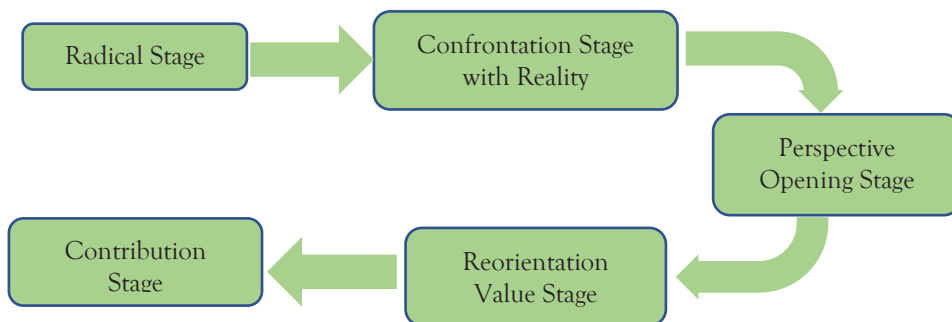 Radical Stage
Confrontation Stage
with Reality
Perspective
Opening Stage
Reorientation
Value Stage
Contribution
Stage